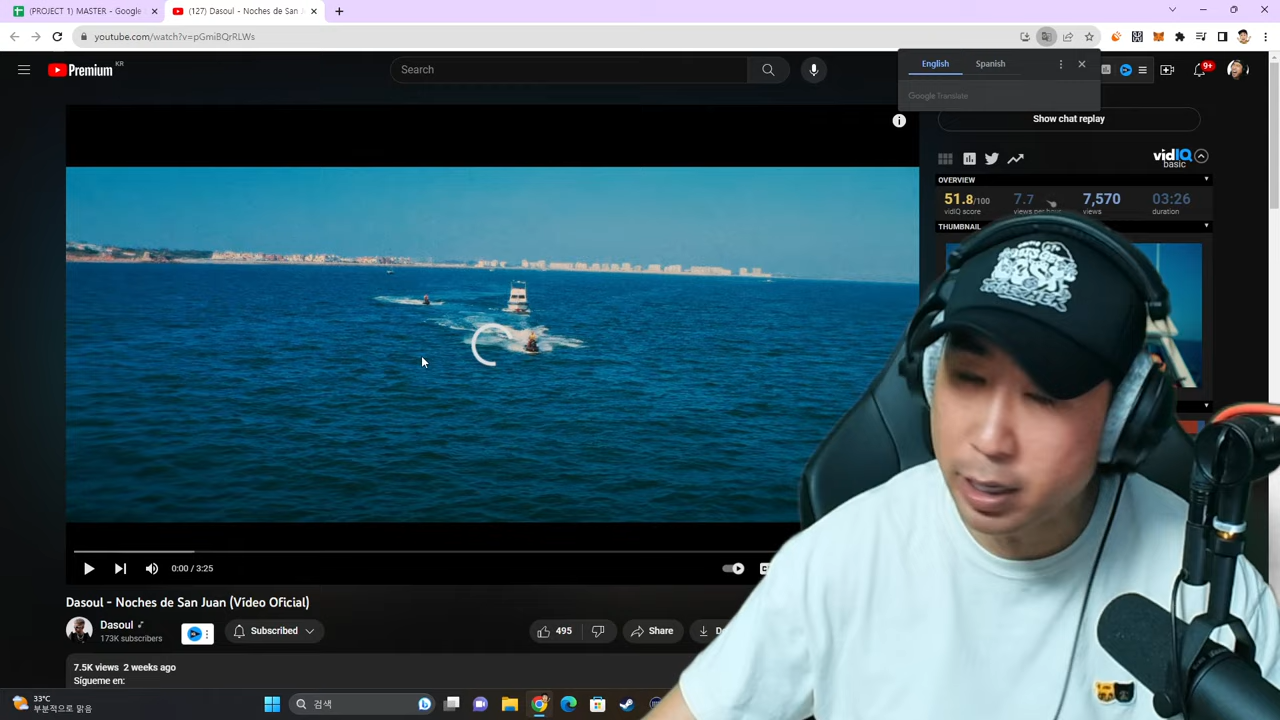 (PROJECT 1) MASTER - Google
(127) Dasoul - Noches de San J
youtube.com/watch?v=pGmiBQrRLWs
Premium KR
Search
English Spanish
Google Translate
9+
Show chat replay
vidIQ
basic
OVERVIEW
51.8/100 7.7 7,570 03:26
vidIQ score views per views duration
THUMBNAIL
0:00 / 3:25
Dasoul - Noches de San Juan (Vídeo Oficial)
Dasoul
173K subscribers
Subscribed
495
Share
7.5K views 2 weeks ago
Sígueme en:
33°C
부분적으로 맑음
검색